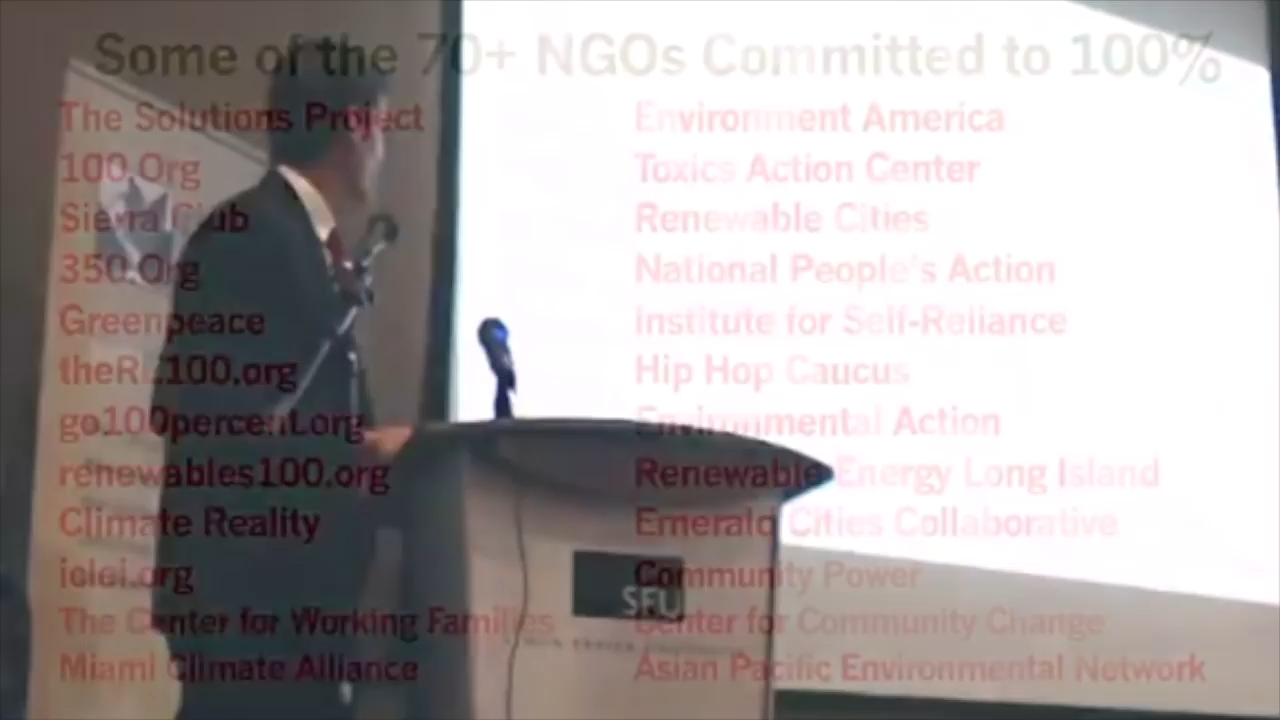 Some of the 70+ NGOs Committed to 100%
The Solutions Project
100.Org
Sierra Club
350.Org
Greenpeace
go100percent.org
renewables100.org
Climate Reality
iclei.org
The Center for Working Families
Miami Climate Alliance
Environment America
Toxics Action Center
Renewable Cities
National People's Action
Institute for Self-Reliance
Hip Hop Caucus
Environmental Action
Renewable Energy Long Island
Emerald Cities Collaborative
Community Power
Center for Community Change
Asian Pacific Environmental Network
SFU